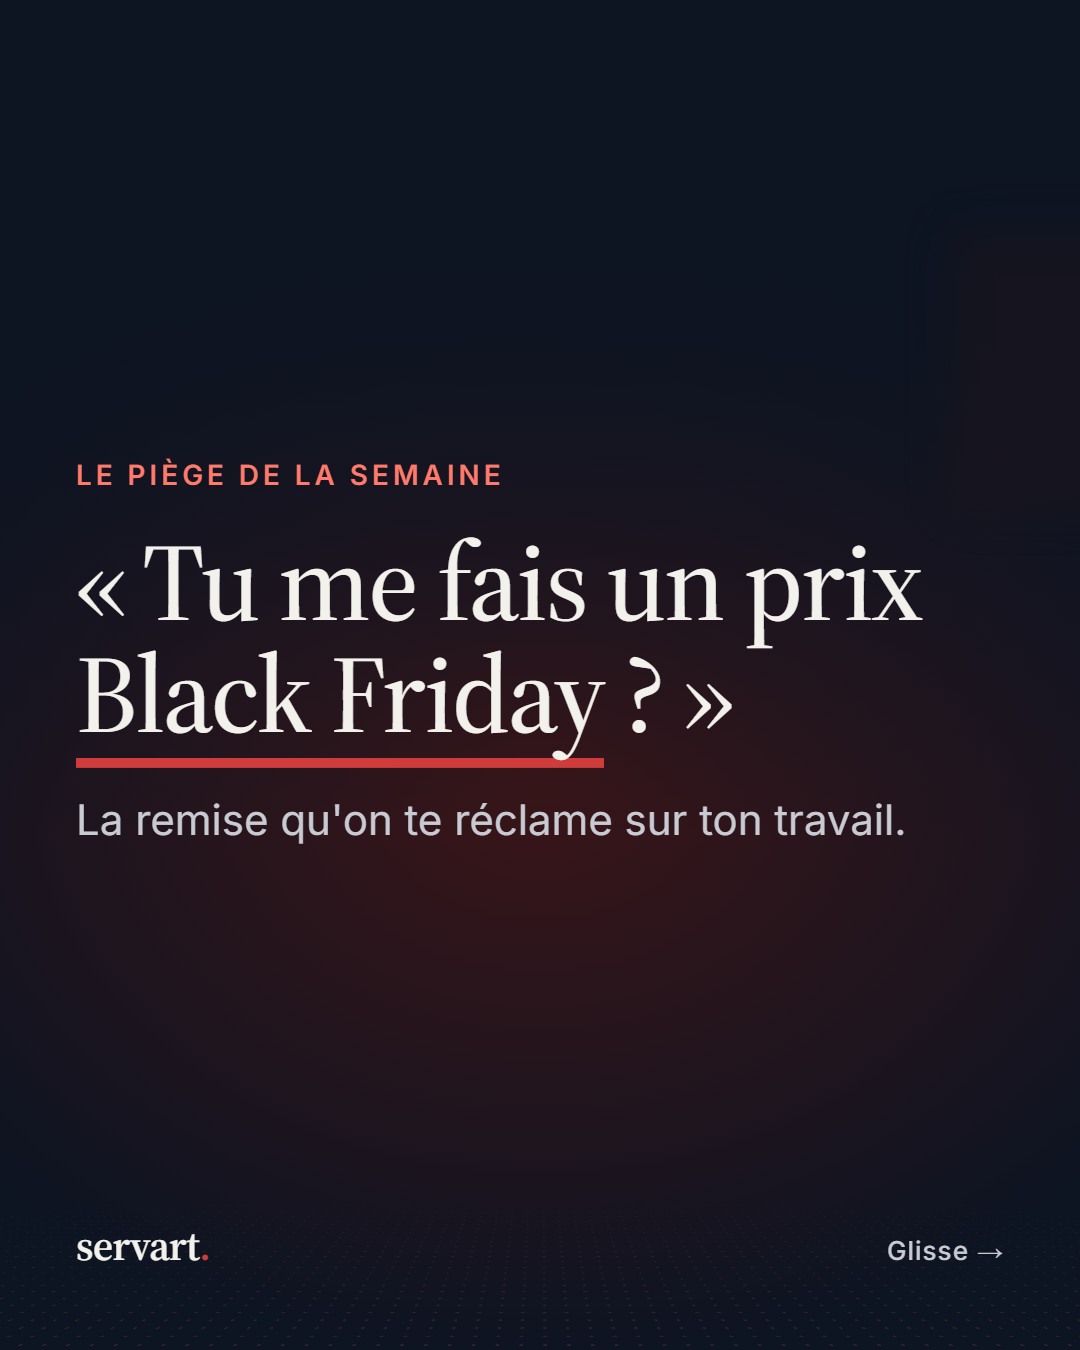 LE PIÈGE DE LA SEMAINE
« Tu me fais un prix
Black Friday ? »
La remise qu'on te réclame sur ton travail.
servart.
Glisse →